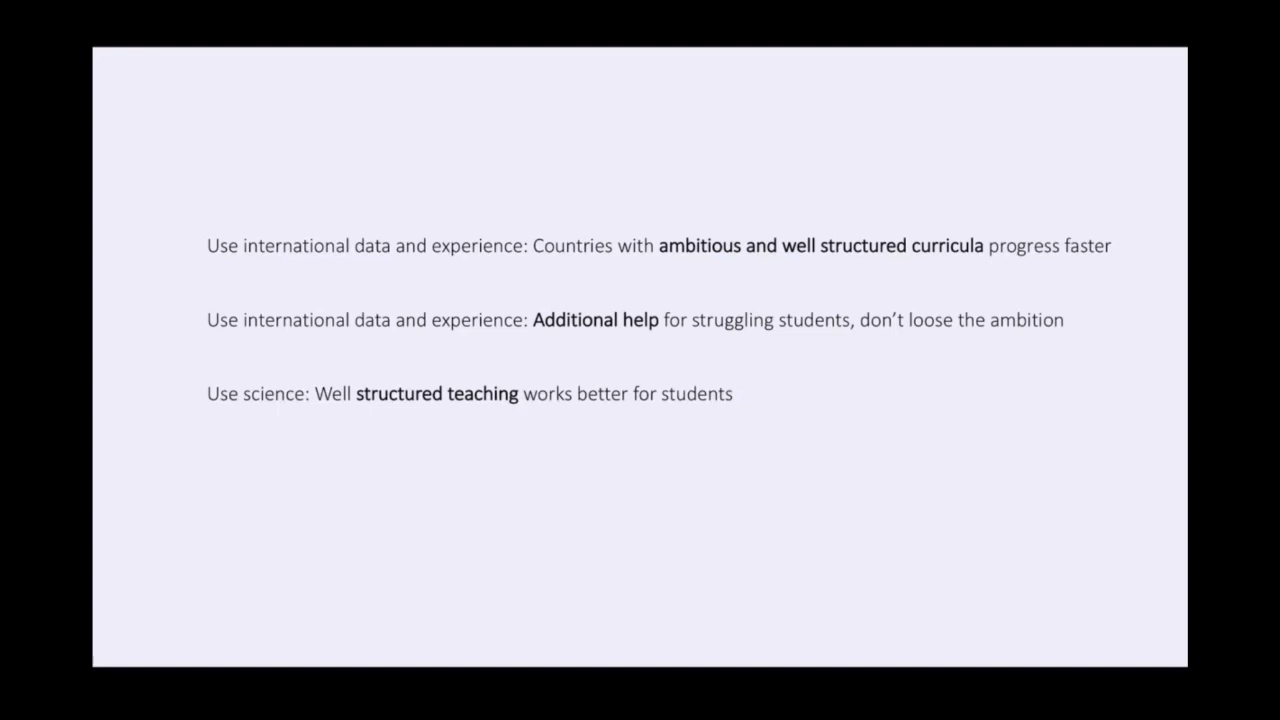 Use international data and experience: Countries with ambitious and well structured curricula progress faster
Use international data and experience: Additional help for struggling students, don’t loose the ambition
Use science: Well structured teaching works better for students